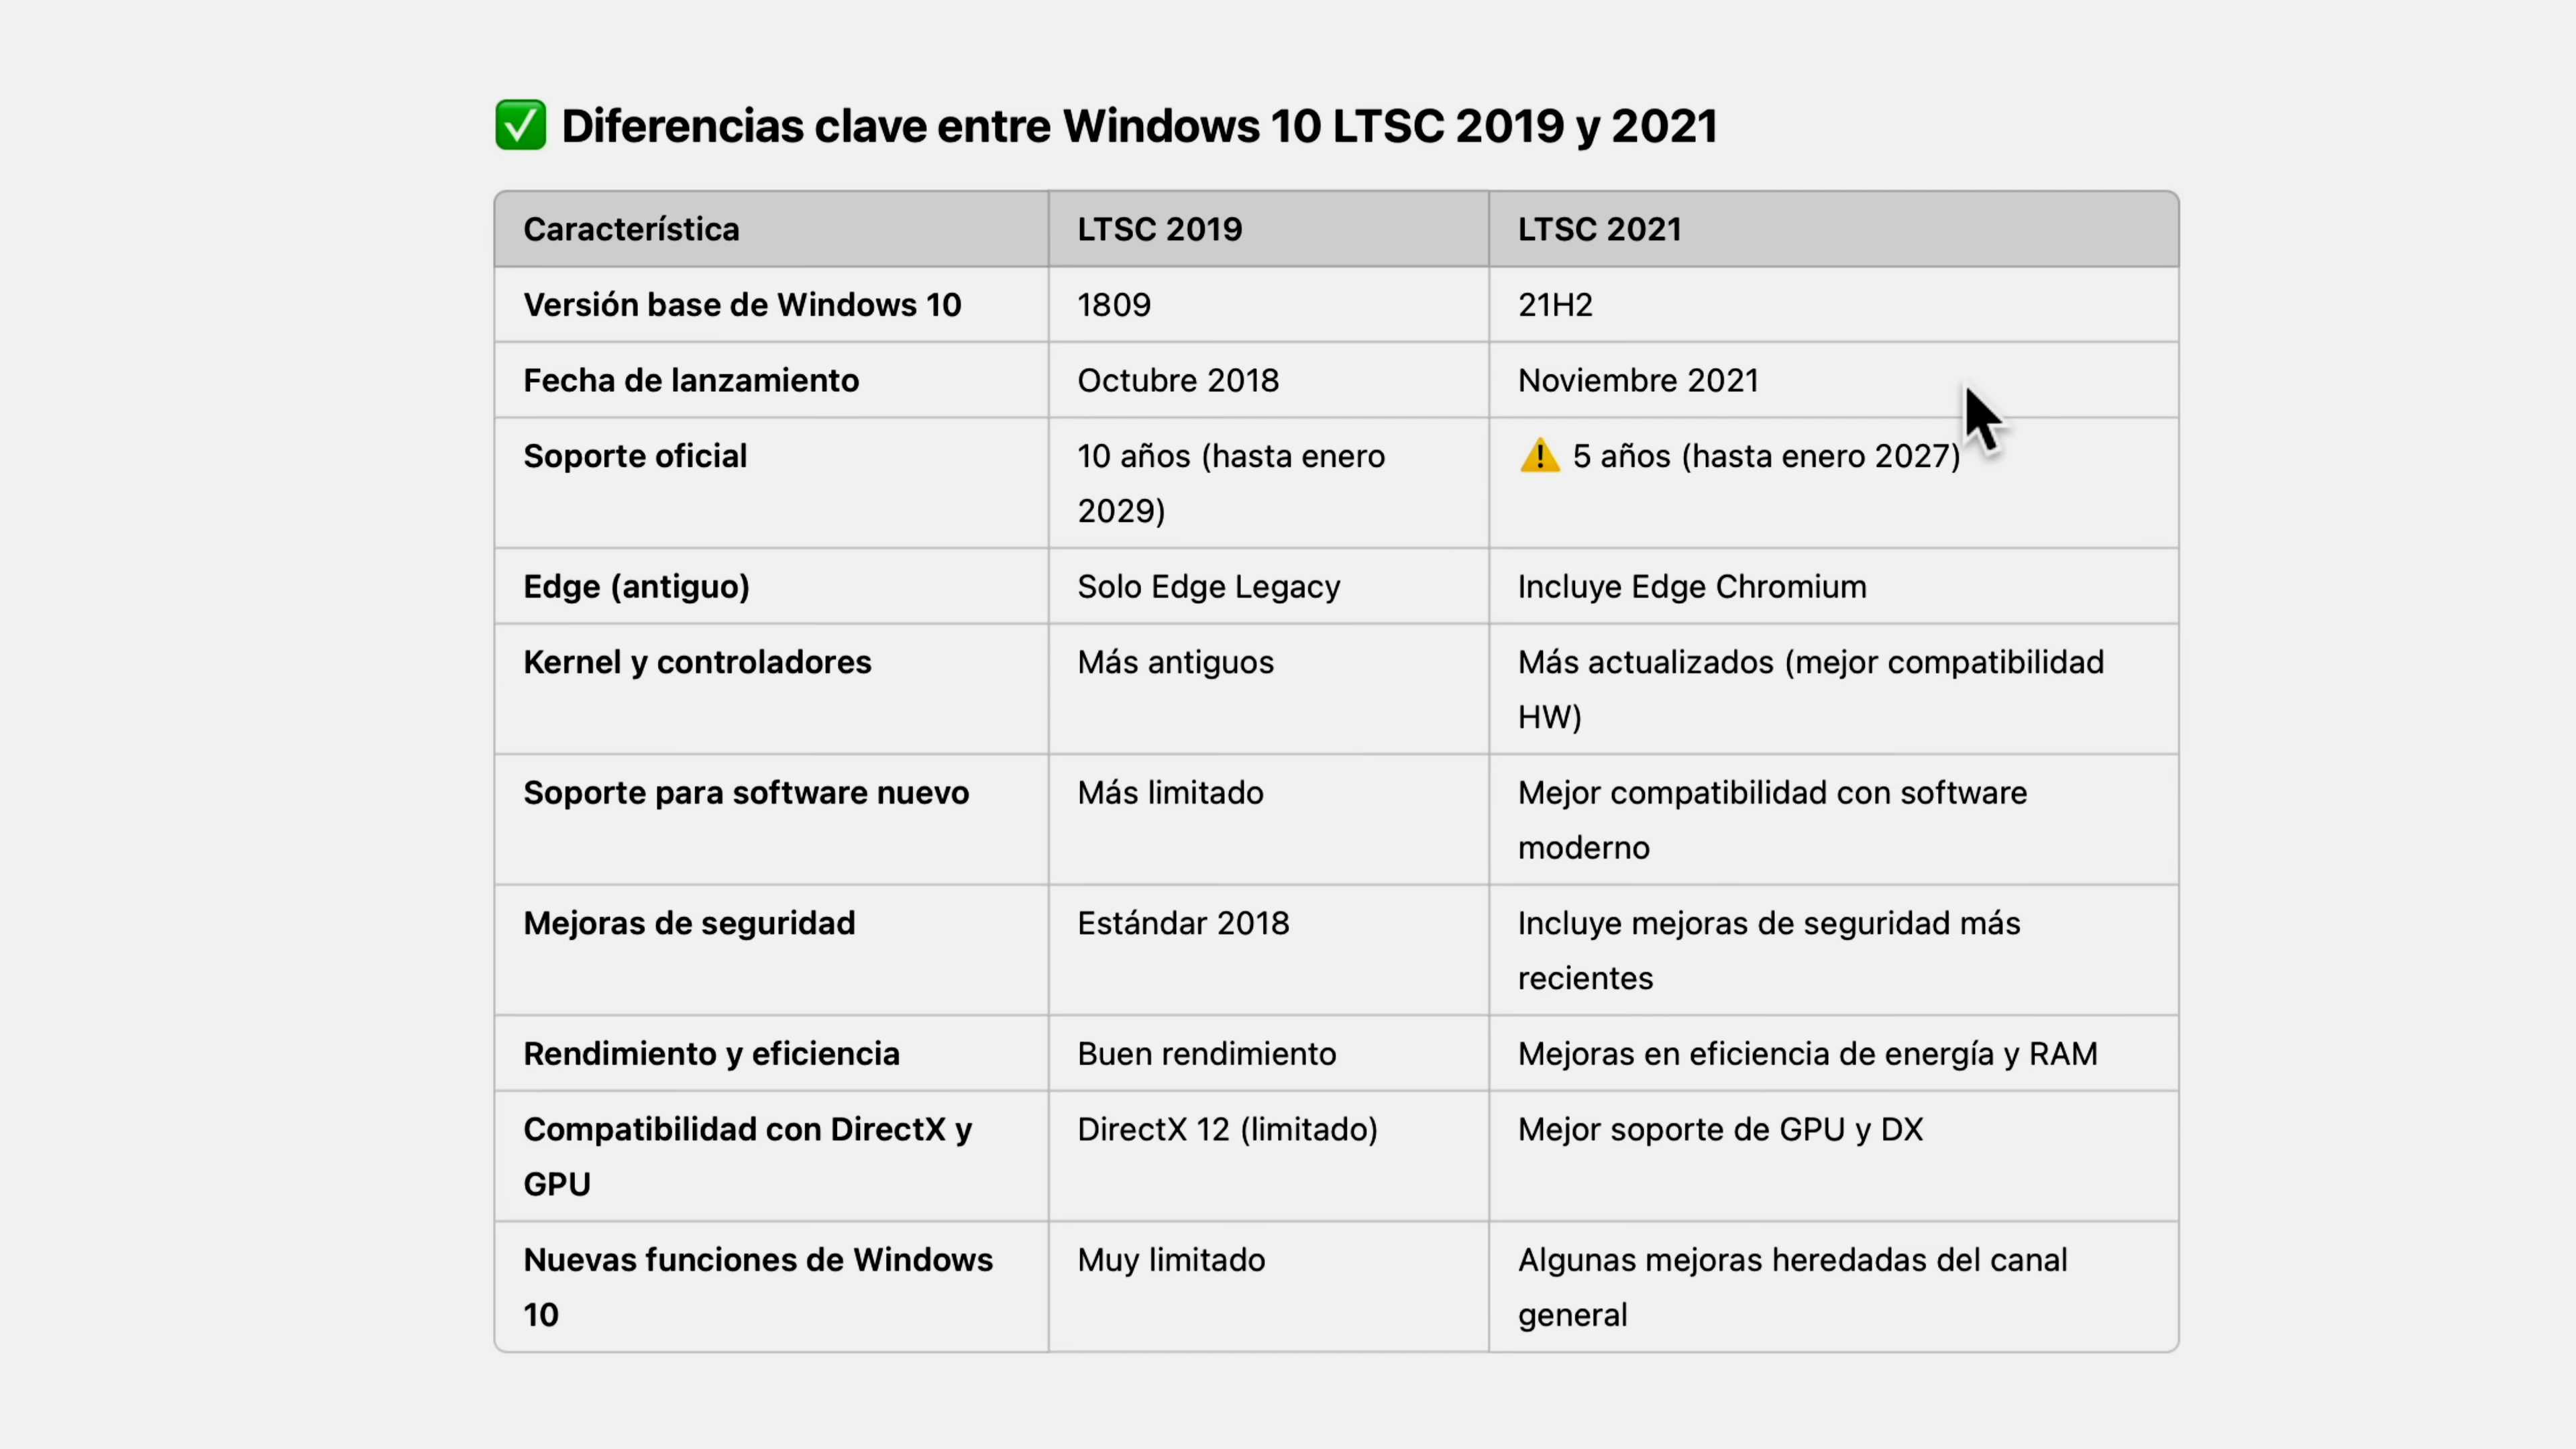 ✅ Diferencias clave entre Windows 10 LTSC 2019 y 2021
Característica
LTSC 2019
LTSC 2021
Versión base de Windows 10
1809
21H2
Fecha de lanzamiento
Octubre 2018
Noviembre 2021
Soporte oficial
10 años (hasta enero
2029)
⚠️ 5 años (hasta enero 2027)
Edge (antiguo)
Solo Edge Legacy
Incluye Edge Chromium
Kernel y controladores
Más antiguos
Más actualizados (mejor compatibilidad
HW)
Soporte para software nuevo
Más limitado
Mejor compatibilidad con software
moderno
Mejoras de seguridad
Estándar 2018
Incluye mejoras de seguridad más
recientes
Rendimiento y eficiencia
Buen rendimiento
Mejoras en eficiencia de energía y RAM
Compatibilidad con DirectX y
GPU
DirectX 12 (limitado)
Mejor soporte de GPU y DX
Nuevas funciones de Windows
10
Muy limitado
Algunas mejoras heredadas del canal
general